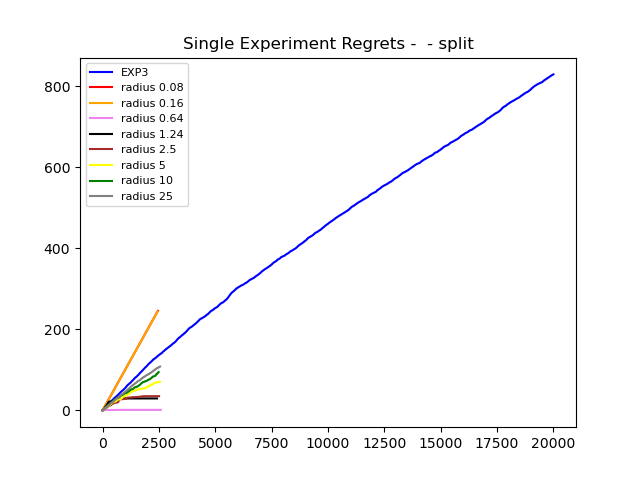 Single Experiment Regrets -  - split
EXP3
radius 0.08
radius 0.16
radius 0.64
radius 1.24
radius 2.5
radius 5
radius 10
radius 25
800
600
400
200
0
0 2500 5000 7500 10000 12500 15000 17500 20000